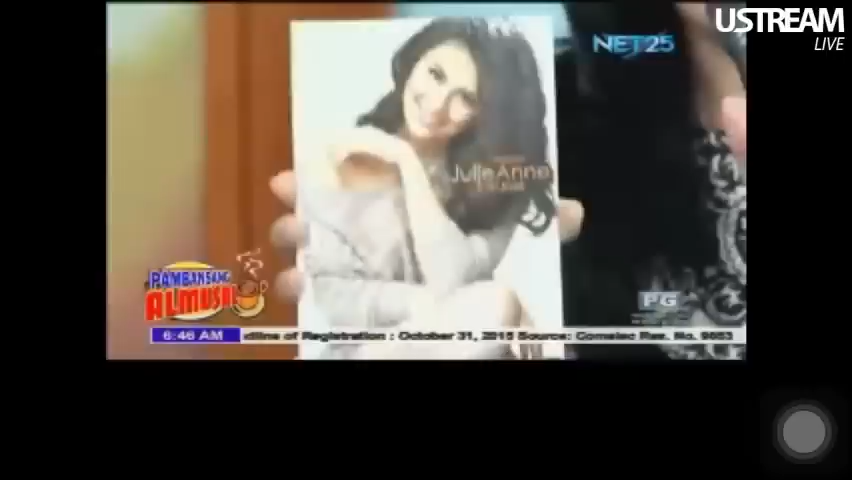 USTREAM
LIVE
NET25
Julie Anne
PAMBANSANG
ALMUSAL
PG
6:46 AM
dline of Registration : October 31, 2015 Source: Comelec Res. No. 9853